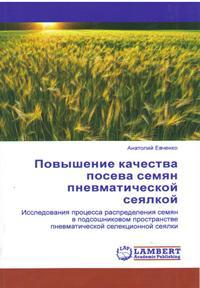 Анатолий Евченко
Повышение качества
посева семян
пневматической
сеялкой
Исследования процесса распределения семян
в подсошниковом пространстве
пневматической селекционной сеялки
LAP
LAMBERT
Academic Publishing